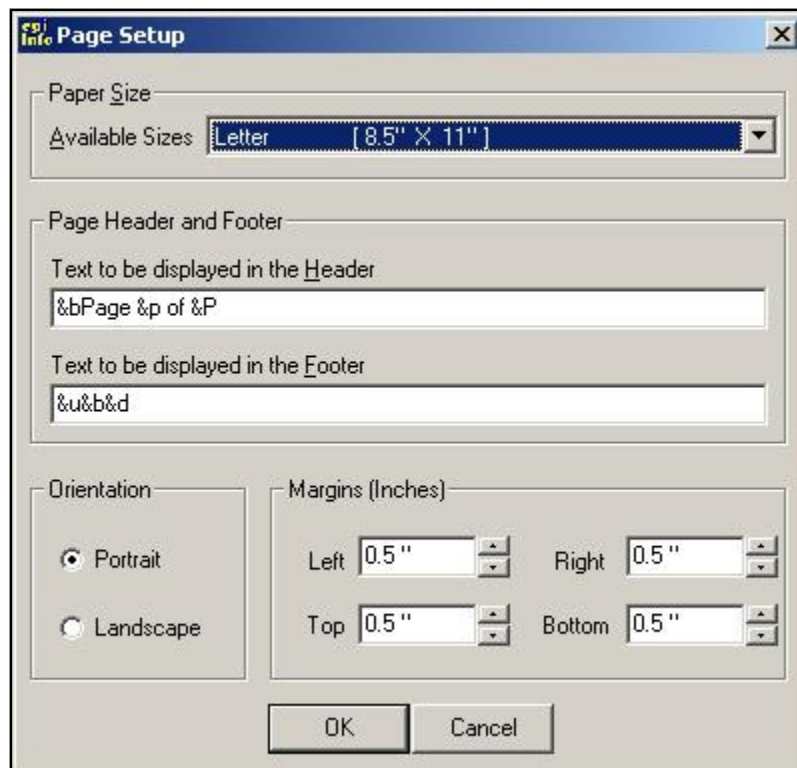 epi info Page Setup
Paper Size
Available Sizes Letter [ 8.5" X 11" ]
Page Header and Footer
Text to be displayed in the Header
&bPage &p of &P
Text to be displayed in the Footer
&u&b&d
Orientation Margins (Inches)
Portrait Left 0.5 " Right 0.5 "
Landscape Top 0.5 " Bottom 0.5 "
OK Cancel